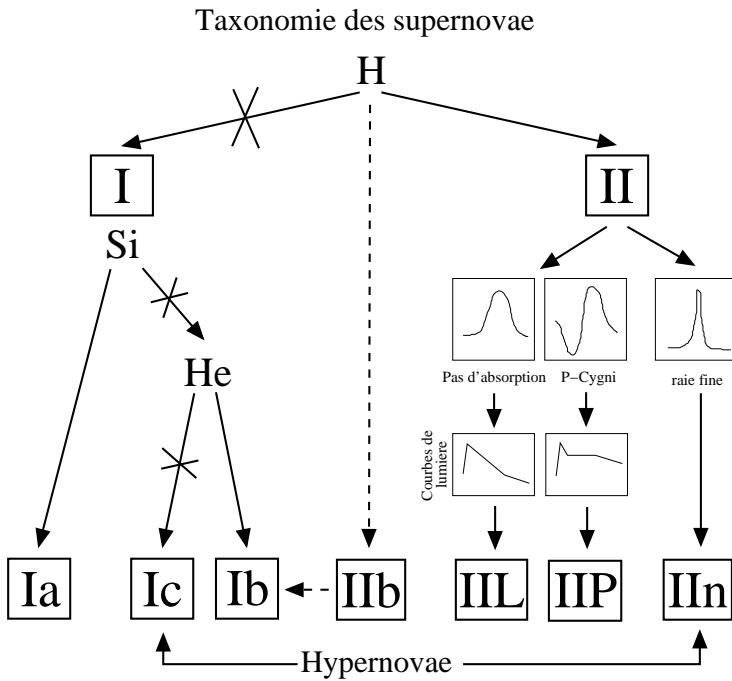 Taxonomie des supernovae
H
I
II
Si
Pas d'absorption
P–Cygni
raie fine
He
Courbes de
lumiere
Ia
Ic
Ib
IIb
IIL
IIP
IIn
Hypernovae